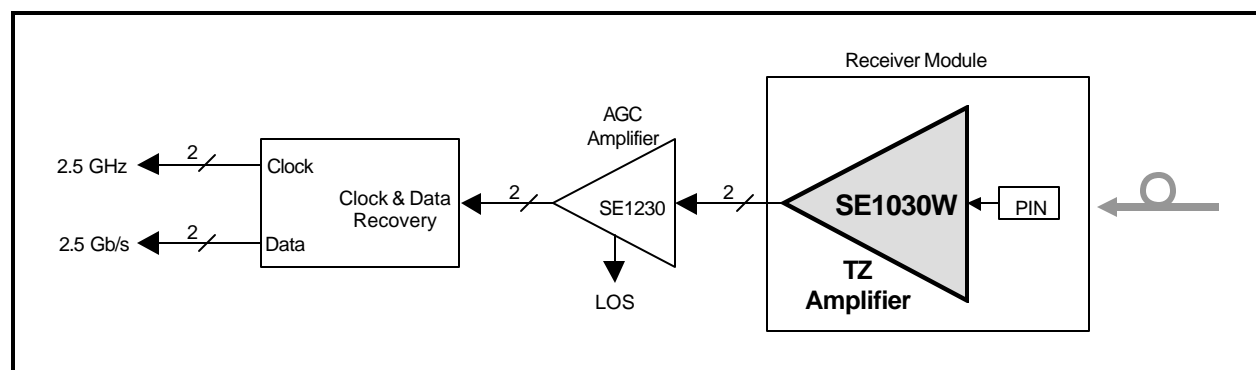 Receiver Module
AGC
Amplifier
2.5 GHz
2
Clock
Clock & Data
Recovery
2
SE1230
2
SE1030W
PIN
2.5 Gb/s
2
Data
LOS
TZ
Amplifier